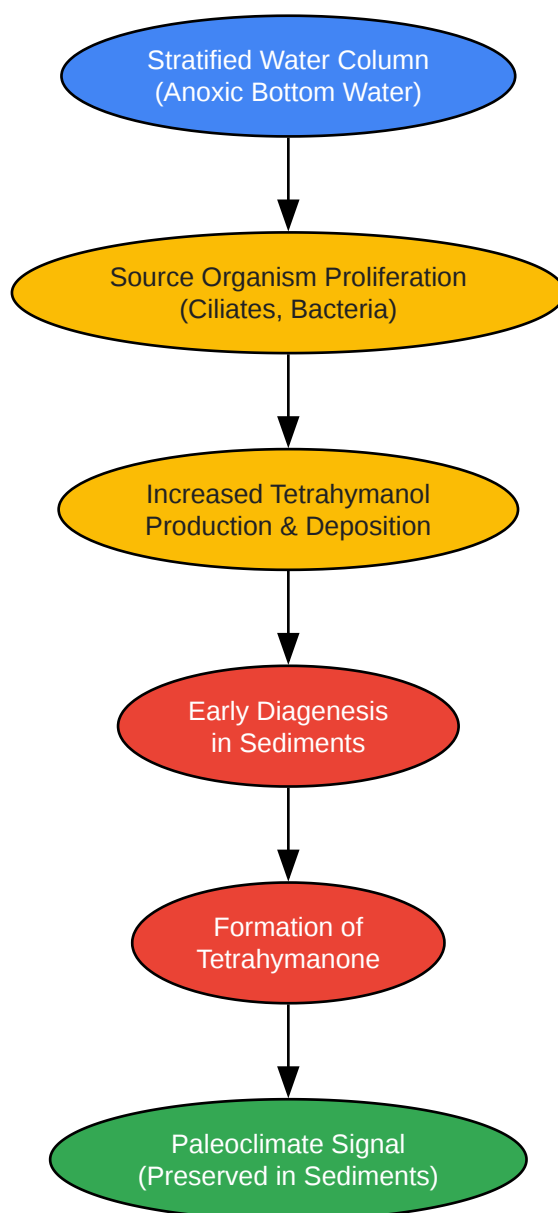 Stratified Water Column
(Anoxic Bottom Water)
Source Organism Proliferation
(Ciliates, Bacteria)
Increased Tetrahymanol
Production & Deposition
Early Diagenesis
in Sediments
Formation of
Tetrahymanone
Paleoclimate Signal
(Preserved in Sediments)